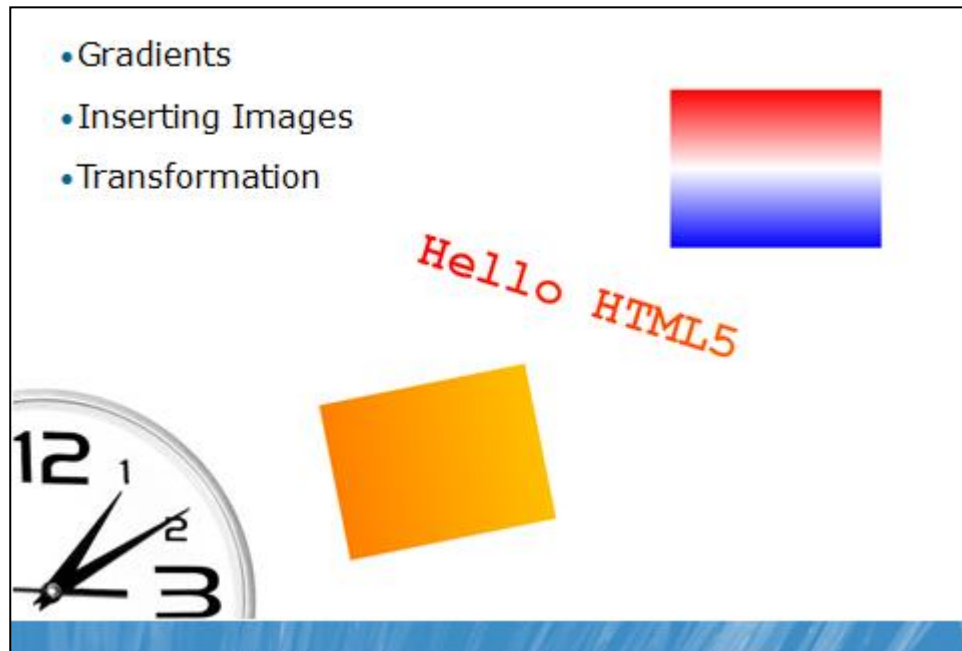 •Gradients
•Inserting Images
•Transformation
Hello HTML5
12
1
2
3